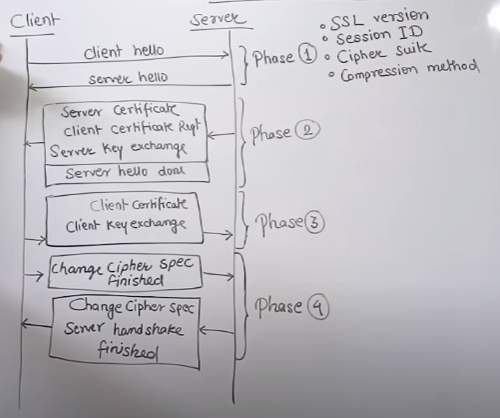 Client
Server
client hello
server hello
Phase 1
• SSL version
• Session ID
• Cipher suite
• Compression method
Server Certificate
Client Certificate Rqt
Server Key exchange
Server hello done
Phase 2
Client Certificate
Client Key exchange
Phase 3
Change Cipher Spec
finished
Change Cipher Spec
Server handshake
finished
Phase 4